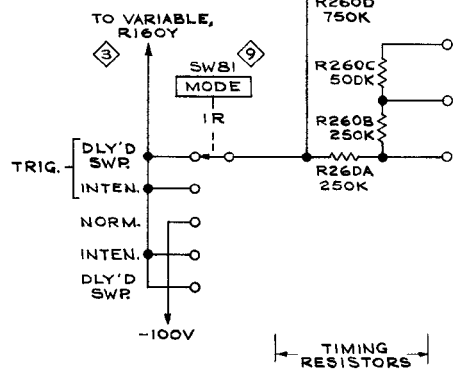 R260D
750K
TO VARIABLE,
R160Y
3
9
SW81
MODE
1R
R260C
50DK
R260B
250K
R26DA
250K
TRIG.
DLY'D
SWP.
INTEN.
NORM.
INTEN.
DLY'D
SWP.
-100V
TIMING
RESISTORS